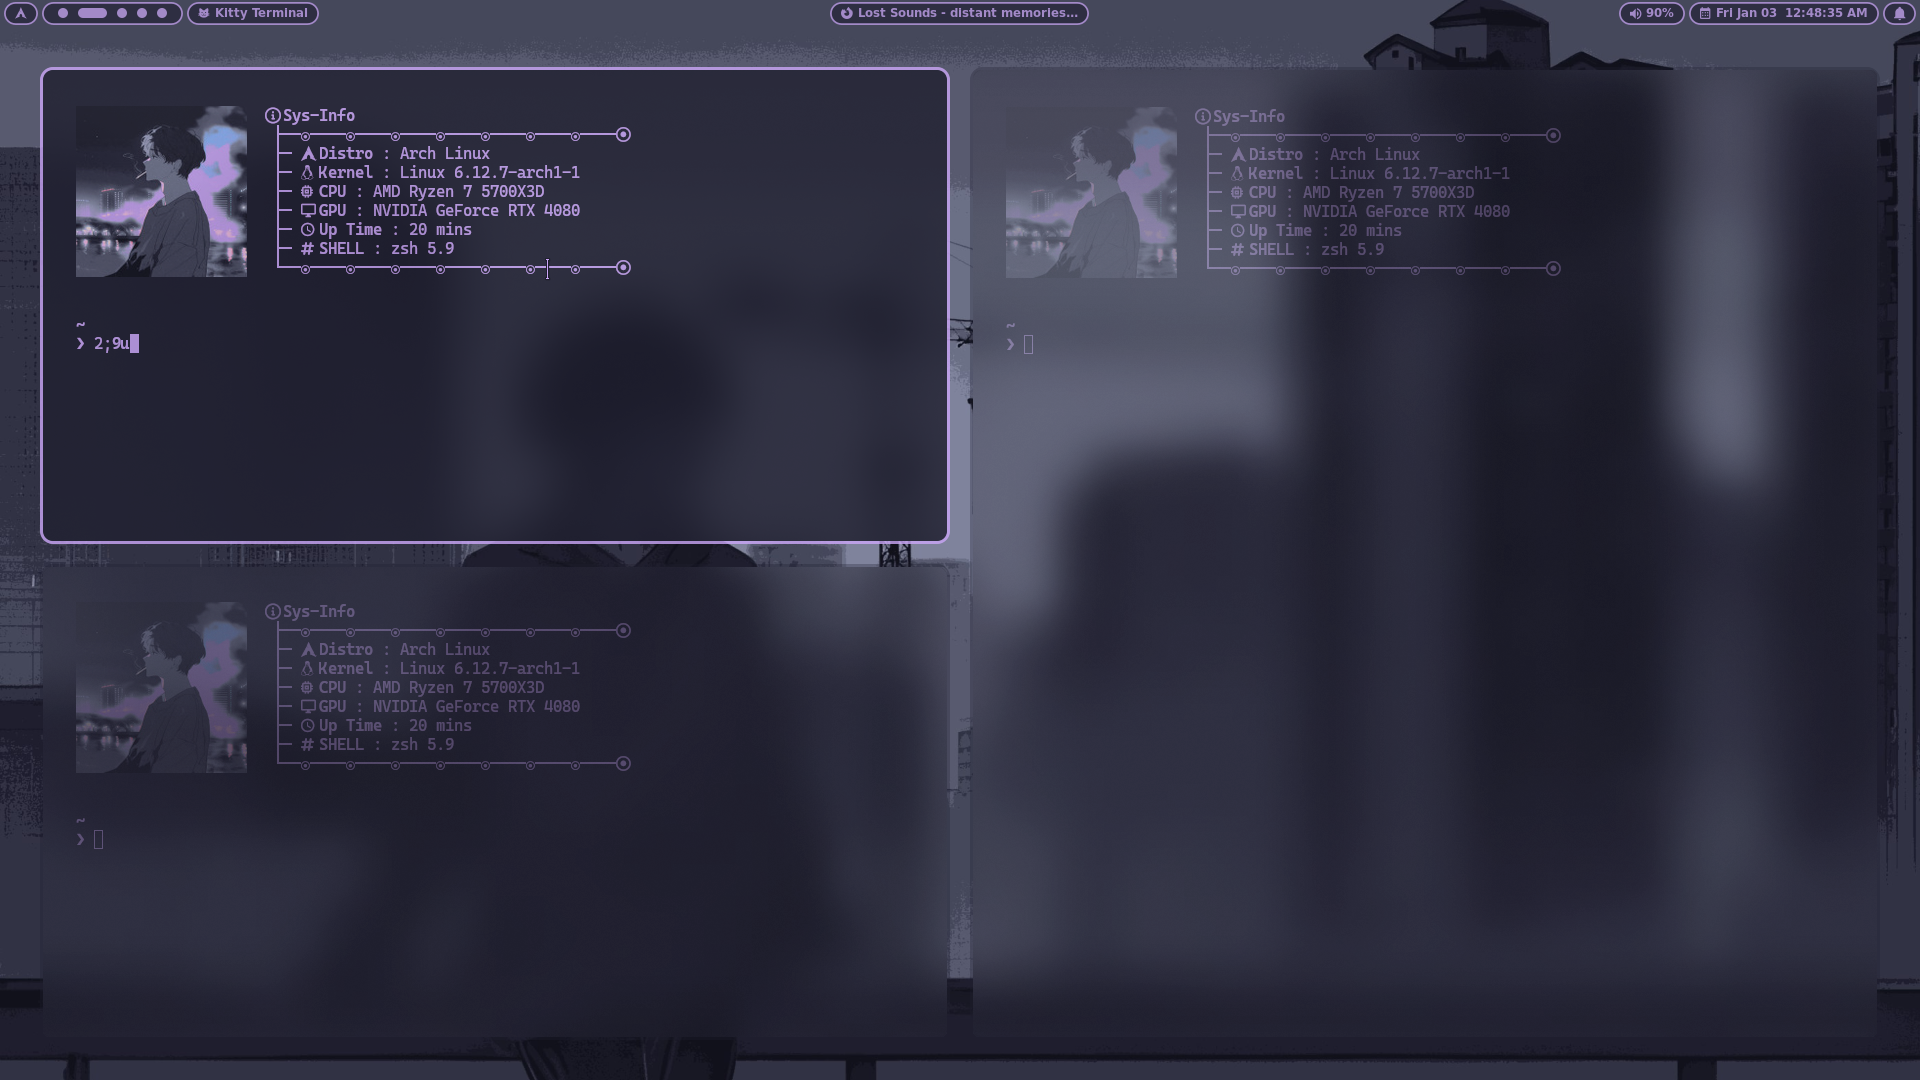 Kitty Terminal
Lost Sounds - distant memories...
90%
Fri Jan 03 12:48:35 AM
Sys-Info
Distro : Arch Linux
Kernel : Linux 6.12.7-arch1-1
CPU : AMD Ryzen 7 5700X3D
GPU : NVIDIA GeForce RTX 4080
Up Time : 20 mins
# SHELL : zsh 5.9
~
❯ 2;9u
Sys-Info
Distro : Arch Linux
Kernel : Linux 6.12.7-arch1-1
CPU : AMD Ryzen 7 5700X3D
GPU : NVIDIA GeForce RTX 4080
Up Time : 20 mins
# SHELL : zsh 5.9
~
❯
Sys-Info
Distro : Arch Linux
Kernel : Linux 6.12.7-arch1-1
CPU : AMD Ryzen 7 5700X3D
GPU : NVIDIA GeForce RTX 4080
Up Time : 20 mins
# SHELL : zsh 5.9
~
❯